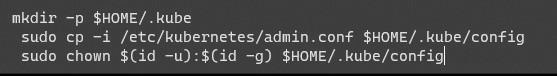 mkdir -p $HOME/.kube
sudo cp -i /etc/kubernetes/admin.conf $HOME/.kube/config
sudo chown $(id -u):$(id -g) $HOME/.kube/config